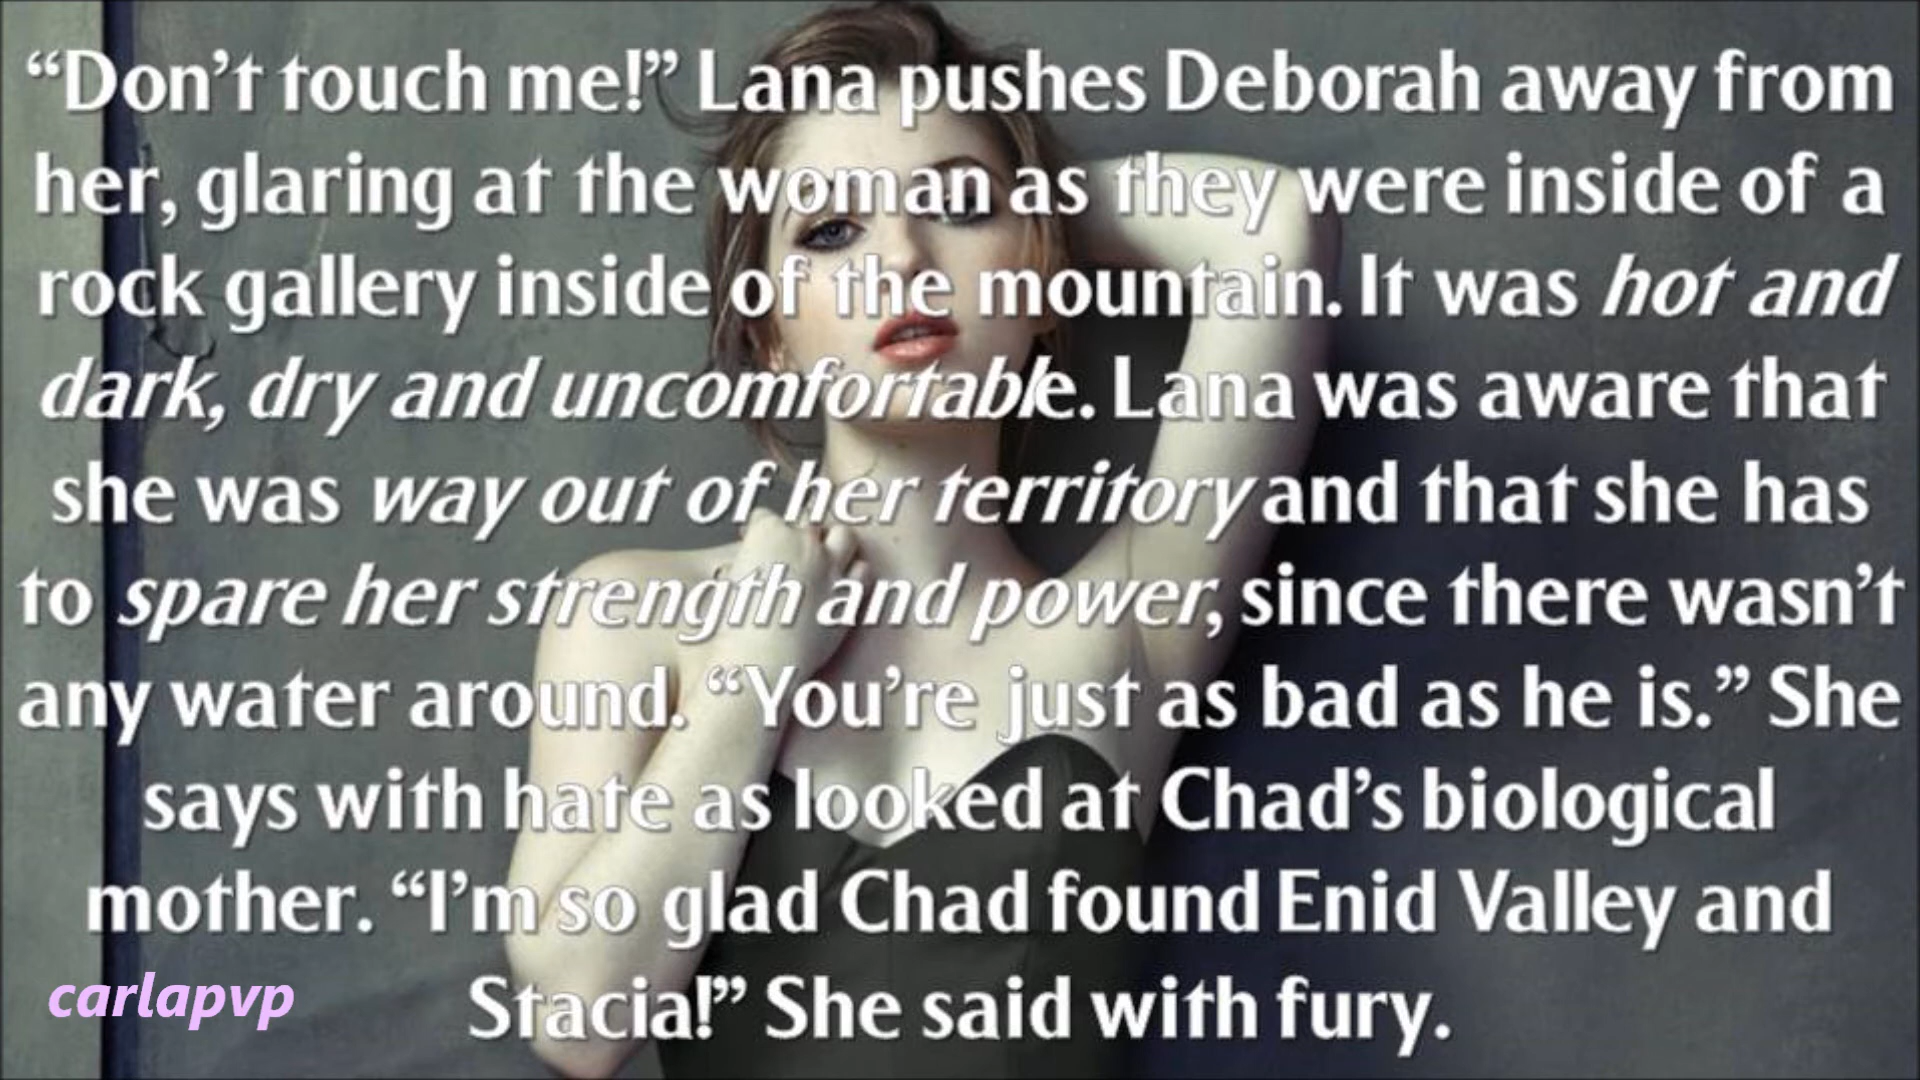 “Don’t touch me!” Lana pushes Deborah away from
her, glaring at the woman as they were inside of a
rock gallery inside of the mountain. It was hot and
dark, dry and uncomfortable. Lana was aware that
she was way out of her territory and that she has
to spare her strength and power, since there wasn’t
any water around. “You’re just as bad as he is.” She
says with hate as looked at Chad’s biological
mother. “I’m so glad Chad found Enid Valley and
Stacia!” She said with fury.
carlapvp